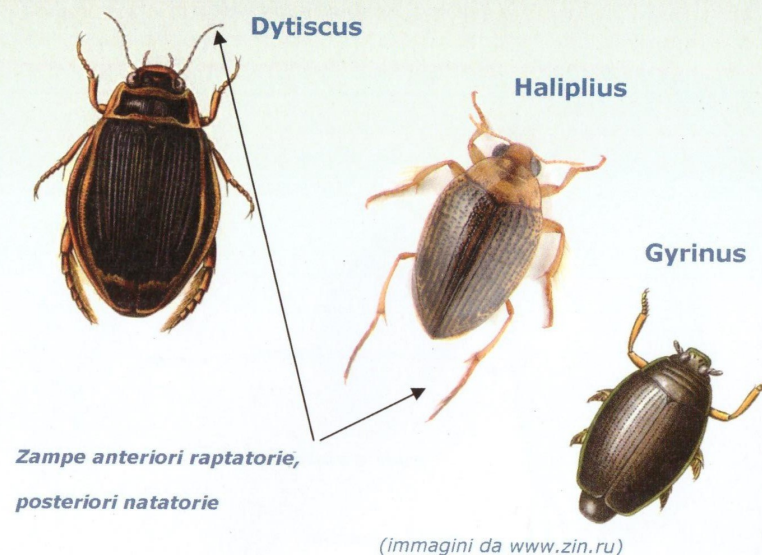 Dytiscus
Haliplius
Gyrinus
Zampe anteriori raptatorie,
posteriori natatorie
(immagini da www.zin.ru)